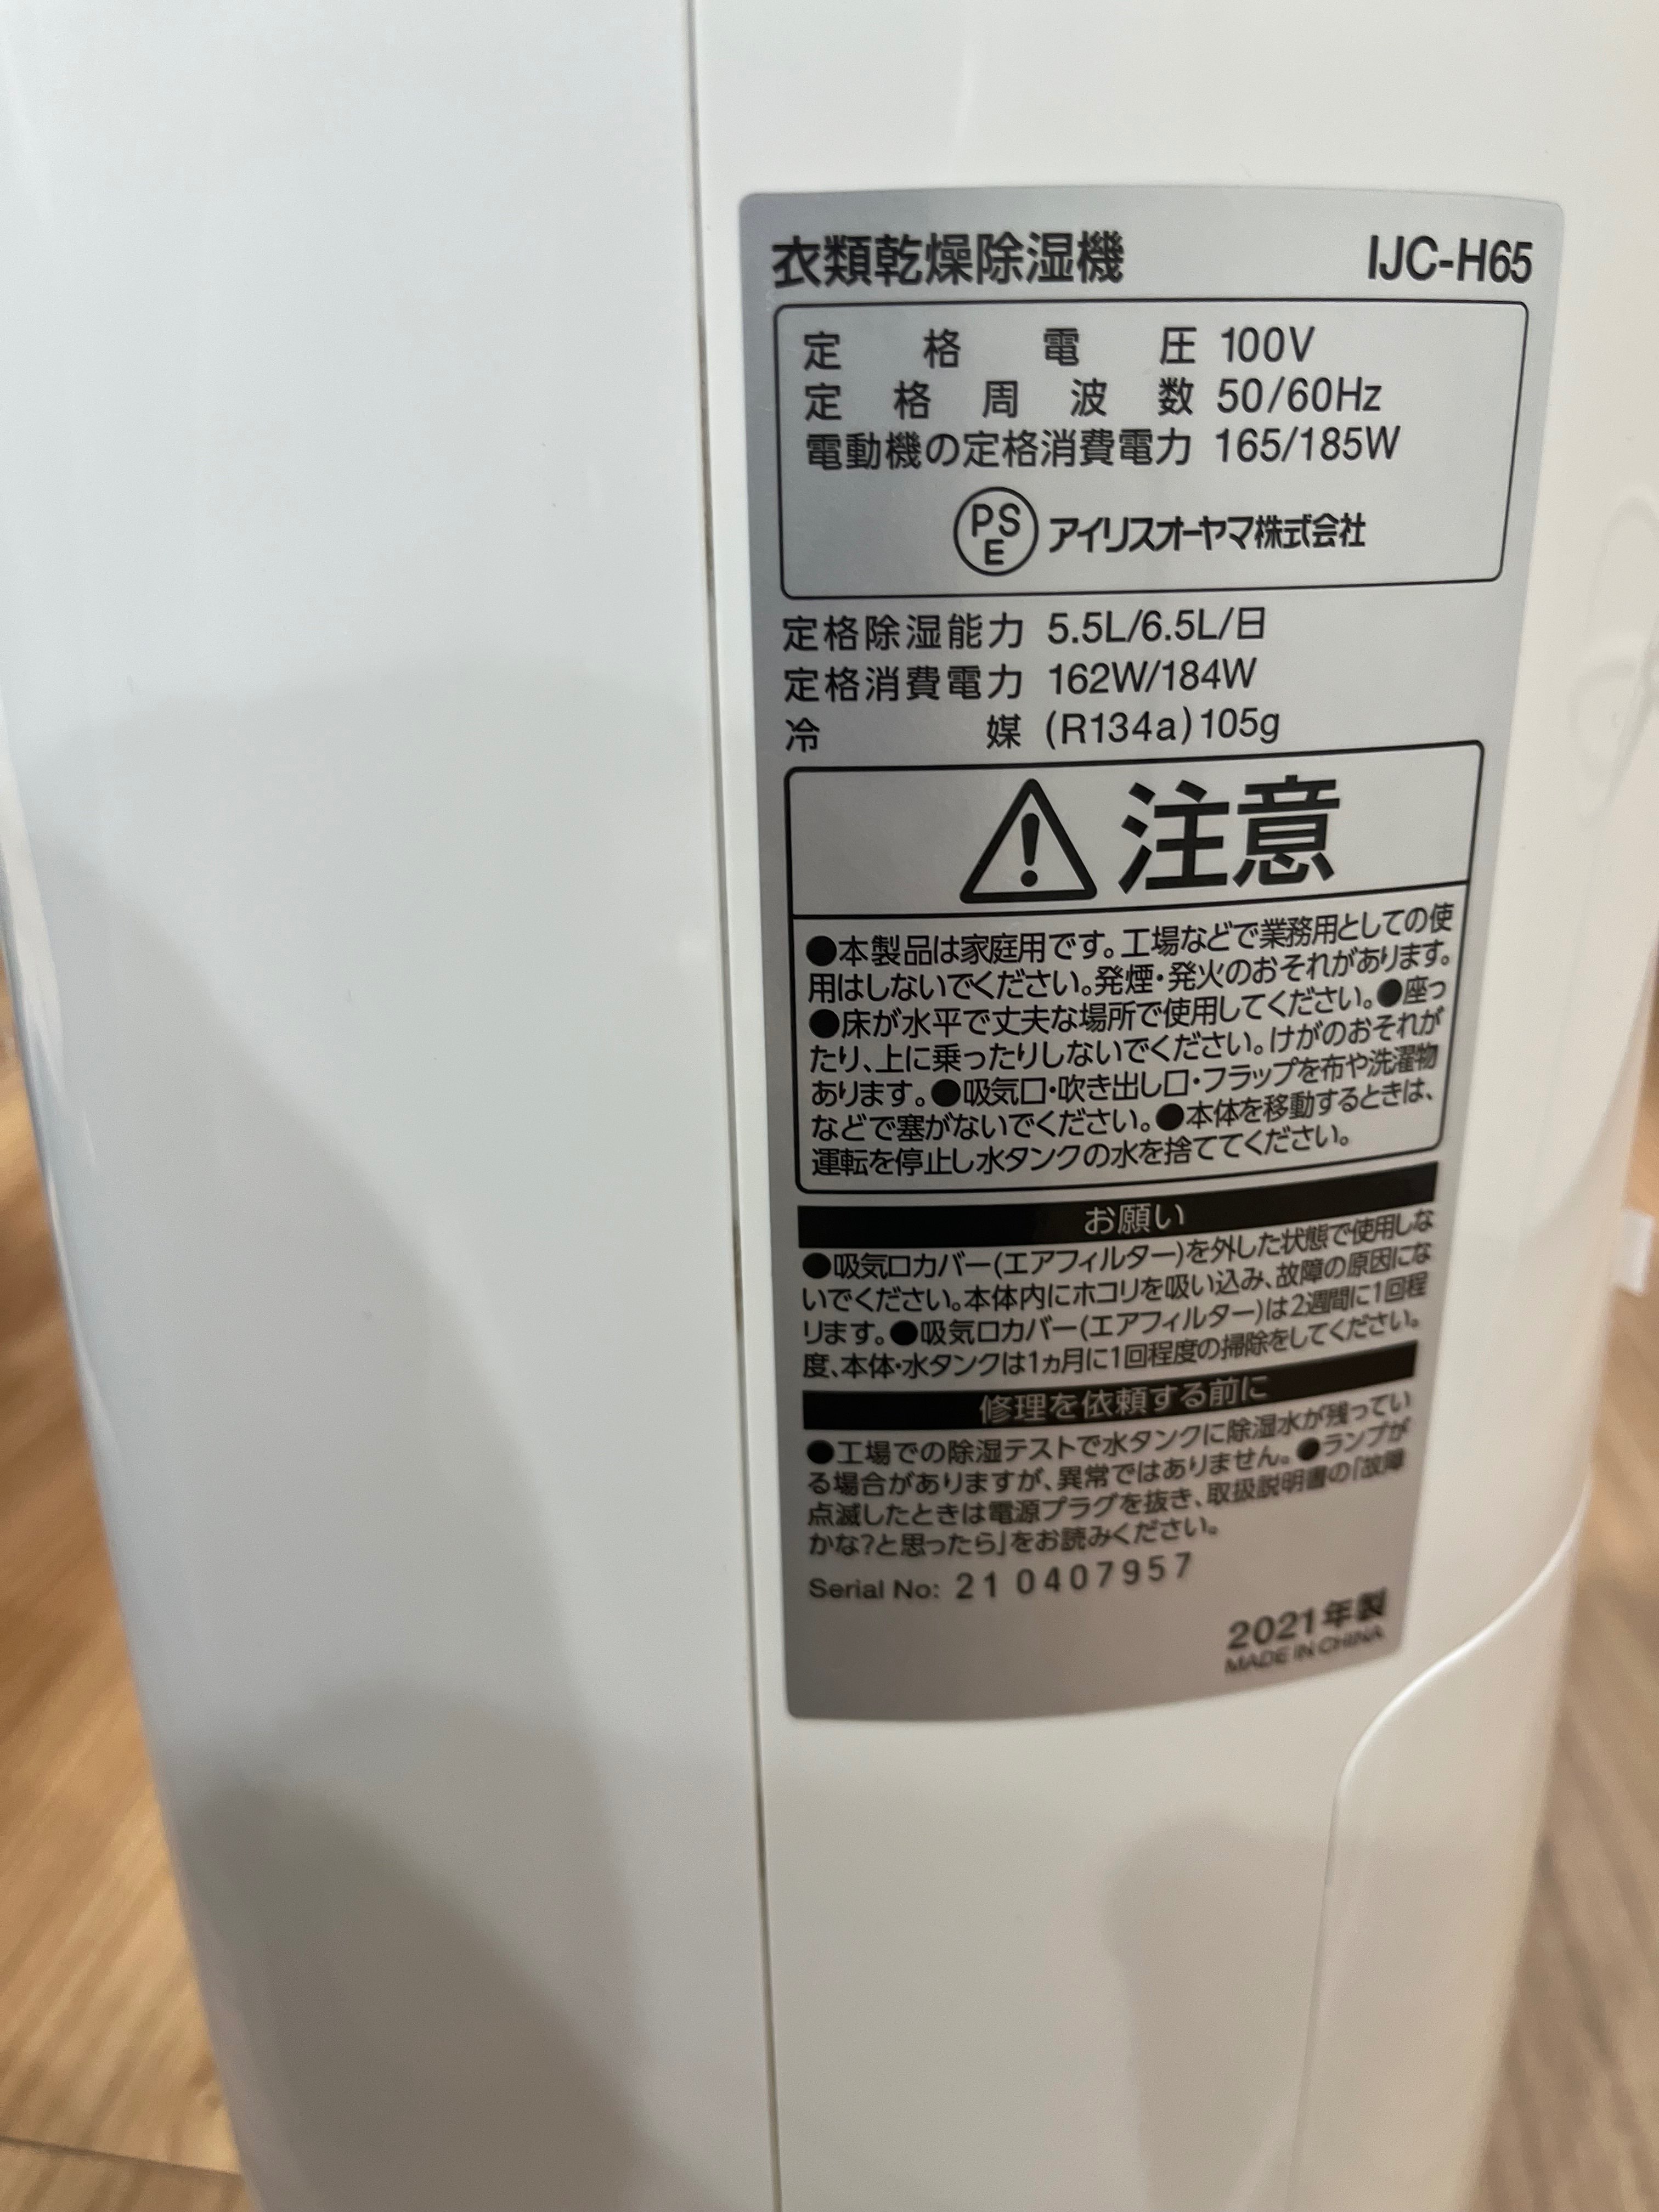 衣類乾燥除湿機 IJC-H65
定格電圧 100V
定格周波数 50/60Hz
電動機の定格消費電力 165/185W
PSE アイリスオーヤマ株式会社
定格除湿能力 5.5L/6.5L/日
定格消費電力 162W/184W
冷媒 (R134a)105g
注意
●本製品は家庭用です。工場などで業務用としての使
用はしないでください。発煙・発火のおそれがあります。
●床が水平で丈夫な場所で使用してください。●座っ
たり、上に乗ったりしないでください。けがのおそれが
あります。●吸気口・吹き出し口・フラップを布や洗濯物
などで塞がないでください。●本体を移動するときは、
運転を停止し水タンクの水を捨ててください。
お願い
●吸気口カバー(エアフィルター)を外した状態で使用しな
いでください。本体内にホコリを吸い込み、故障の原因にな
ります。●吸気口カバー(エアフィルター)は2週間に1回程
度、本体・水タンクは1ヵ月に1回程度の掃除をしてください。
修理を依頼する前に
●工場での除湿テストで水タンクに除湿水が残ってい
る場合がありますが、異常ではありません。●ランプが
点滅したときは電源プラグを抜き、取扱説明書の「故障
かな?と思ったら」をお読みください。
Serial No: 21 0407957
2021年製
MADE IN CHINA